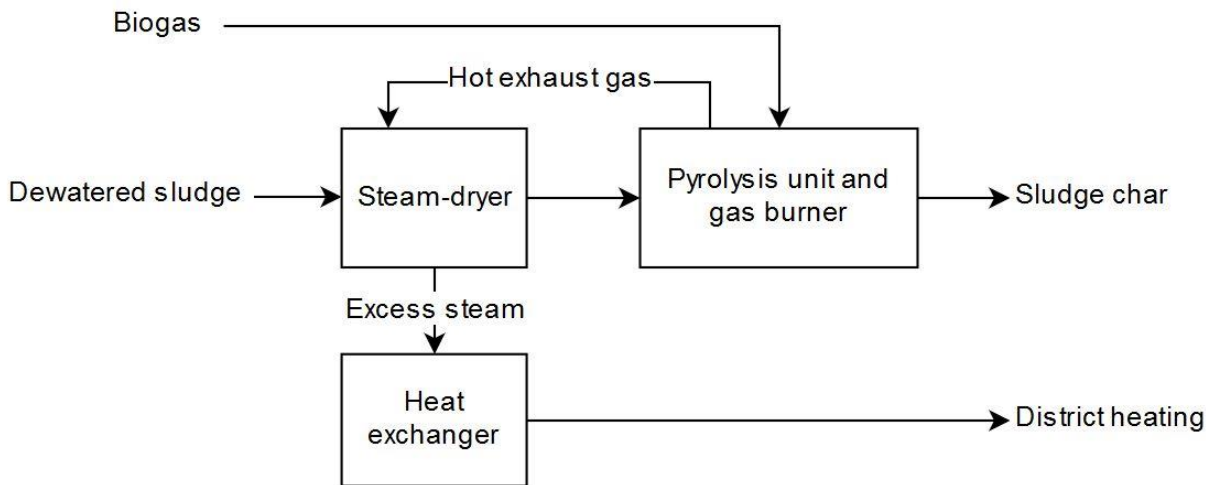 Biogas
Hot exhaust gas
Dewatered sludge
Steam-dryer
Pyrolysis unit and
gas burner
Sludge char
Excess steam
Heat
exchanger
District heating